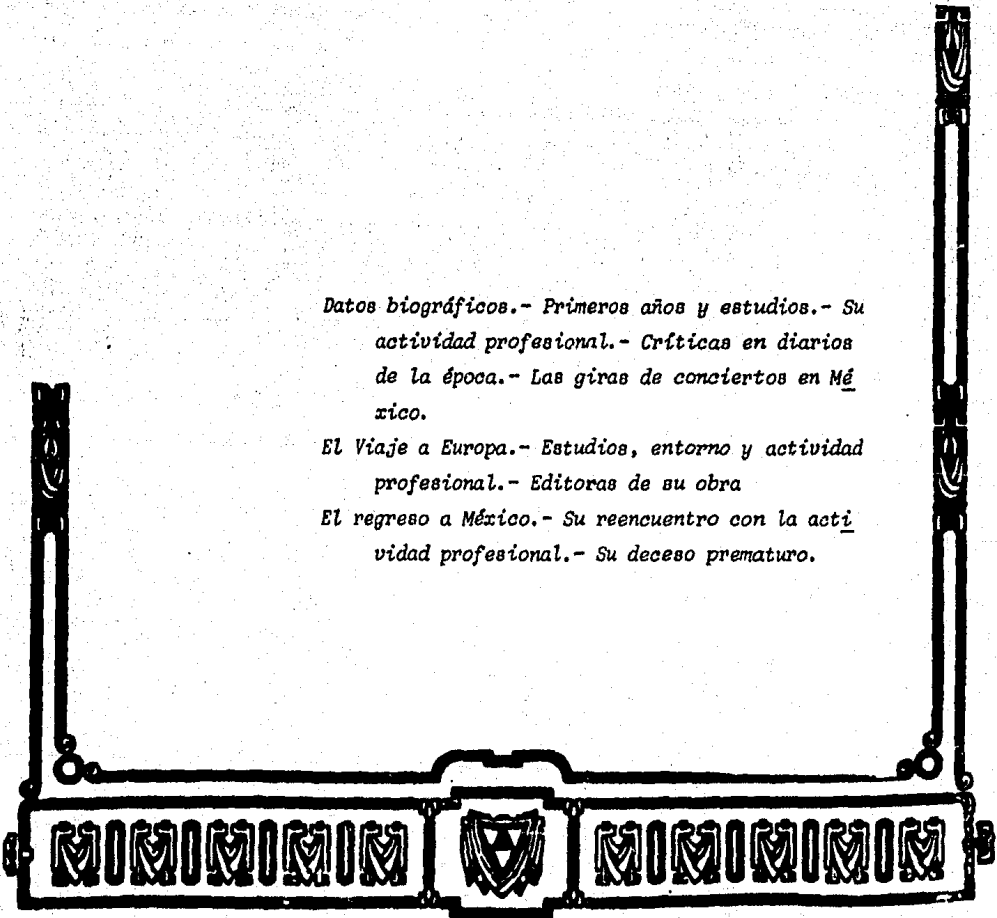 Datos biográficos.- Primeros años y estudios.- Su
actividad profesional.- Críticas en diarios
de la época.- Las giras de conciertos en Mé
xico.
El Viaje a Europa.- Estudios, entorno y actividad
profesional.- Editoras de su obra
El regreso a México.- Su reencuentro con la acti
vidad profesional.- Su deceso prematuro.